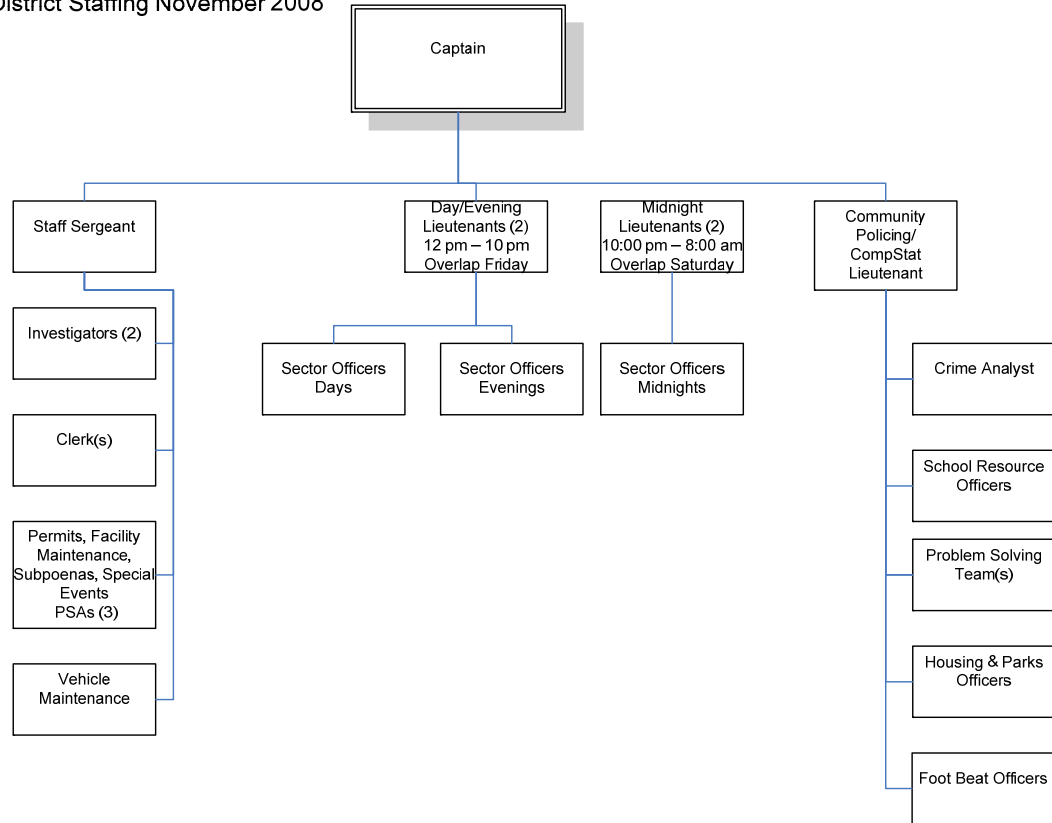 District Staffing November 2008
Captain
Staff Sergeant
Day/Evening
Lieutenants (2)
12 pm – 10 pm
Overlap Friday
Midnight
Lieutenants (2)
10:00 pm – 8:00 am
Overlap Saturday
Community
Policing/
CompStat
Lieutenant
Investigators (2)
Clerk(s)
Permits, Facility
Maintenance,
Subpoenas, Special
Events
PSAs (3)
Vehicle
Maintenance
Sector Officers
Days
Sector Officers
Evenings
Sector Officers
Midnights
Crime Analyst
School Resource
Officers
Problem Solving
Team(s)
Housing & Parks
Officers
Foot Beat Officers